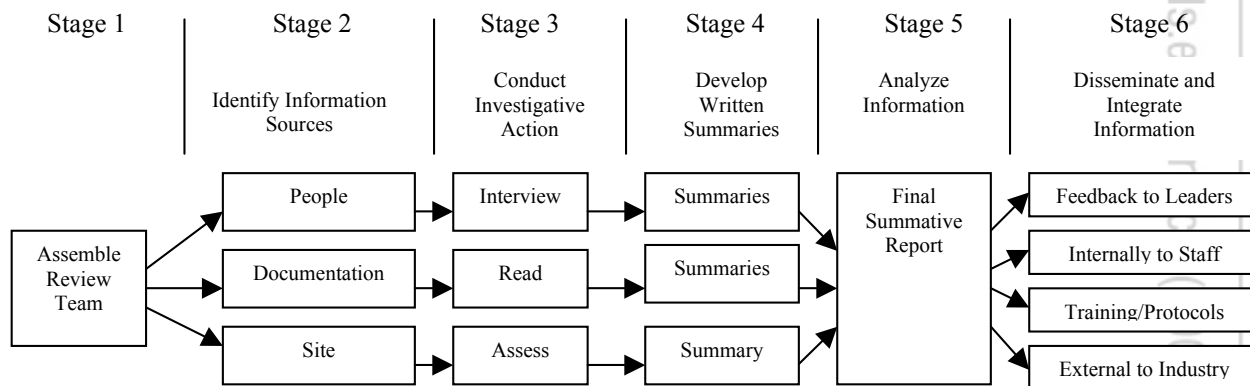 Stage 1
Stage 2
Stage 3
Stage 4
Stage 5
Stage 6
Identify Information
Sources
Conduct
Investigative
Action
Develop
Written
Summaries
Analyze
Information
Disseminate and
Integrate
Information
Assemble
Review
Team
People
Documentation
Site
Interview
Read
Assess
Summaries
Summaries
Summary
Final
Summative
Report
Feedback to Leaders
Internally to Staff
Training/Protocols
External to Industry